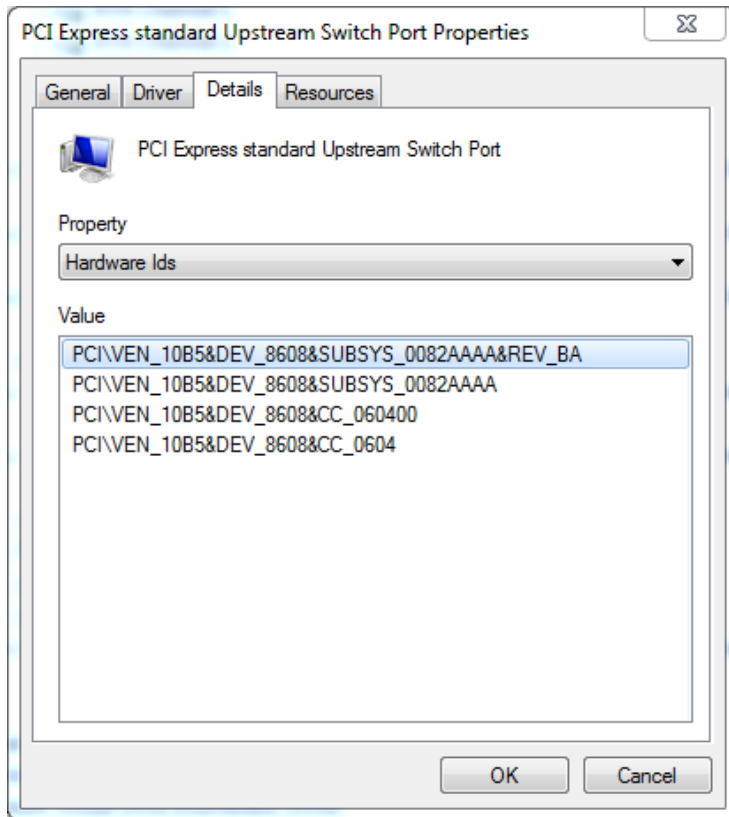 PCI Express standard Upstream Switch Port Properties
General Driver Details Resources
PCI Express standard Upstream Switch Port
Property
Hardware Ids
Value
PCI\VEN_10B5&DEV_8608&SUBSYS_0082AAAA&REV_BA
PCI\VEN_10B5&DEV_8608&SUBSYS_0082AAAA
PCI\VEN_10B5&DEV_8608&CC_060400
PCI\VEN_10B5&DEV_8608&CC_0604
OK Cancel